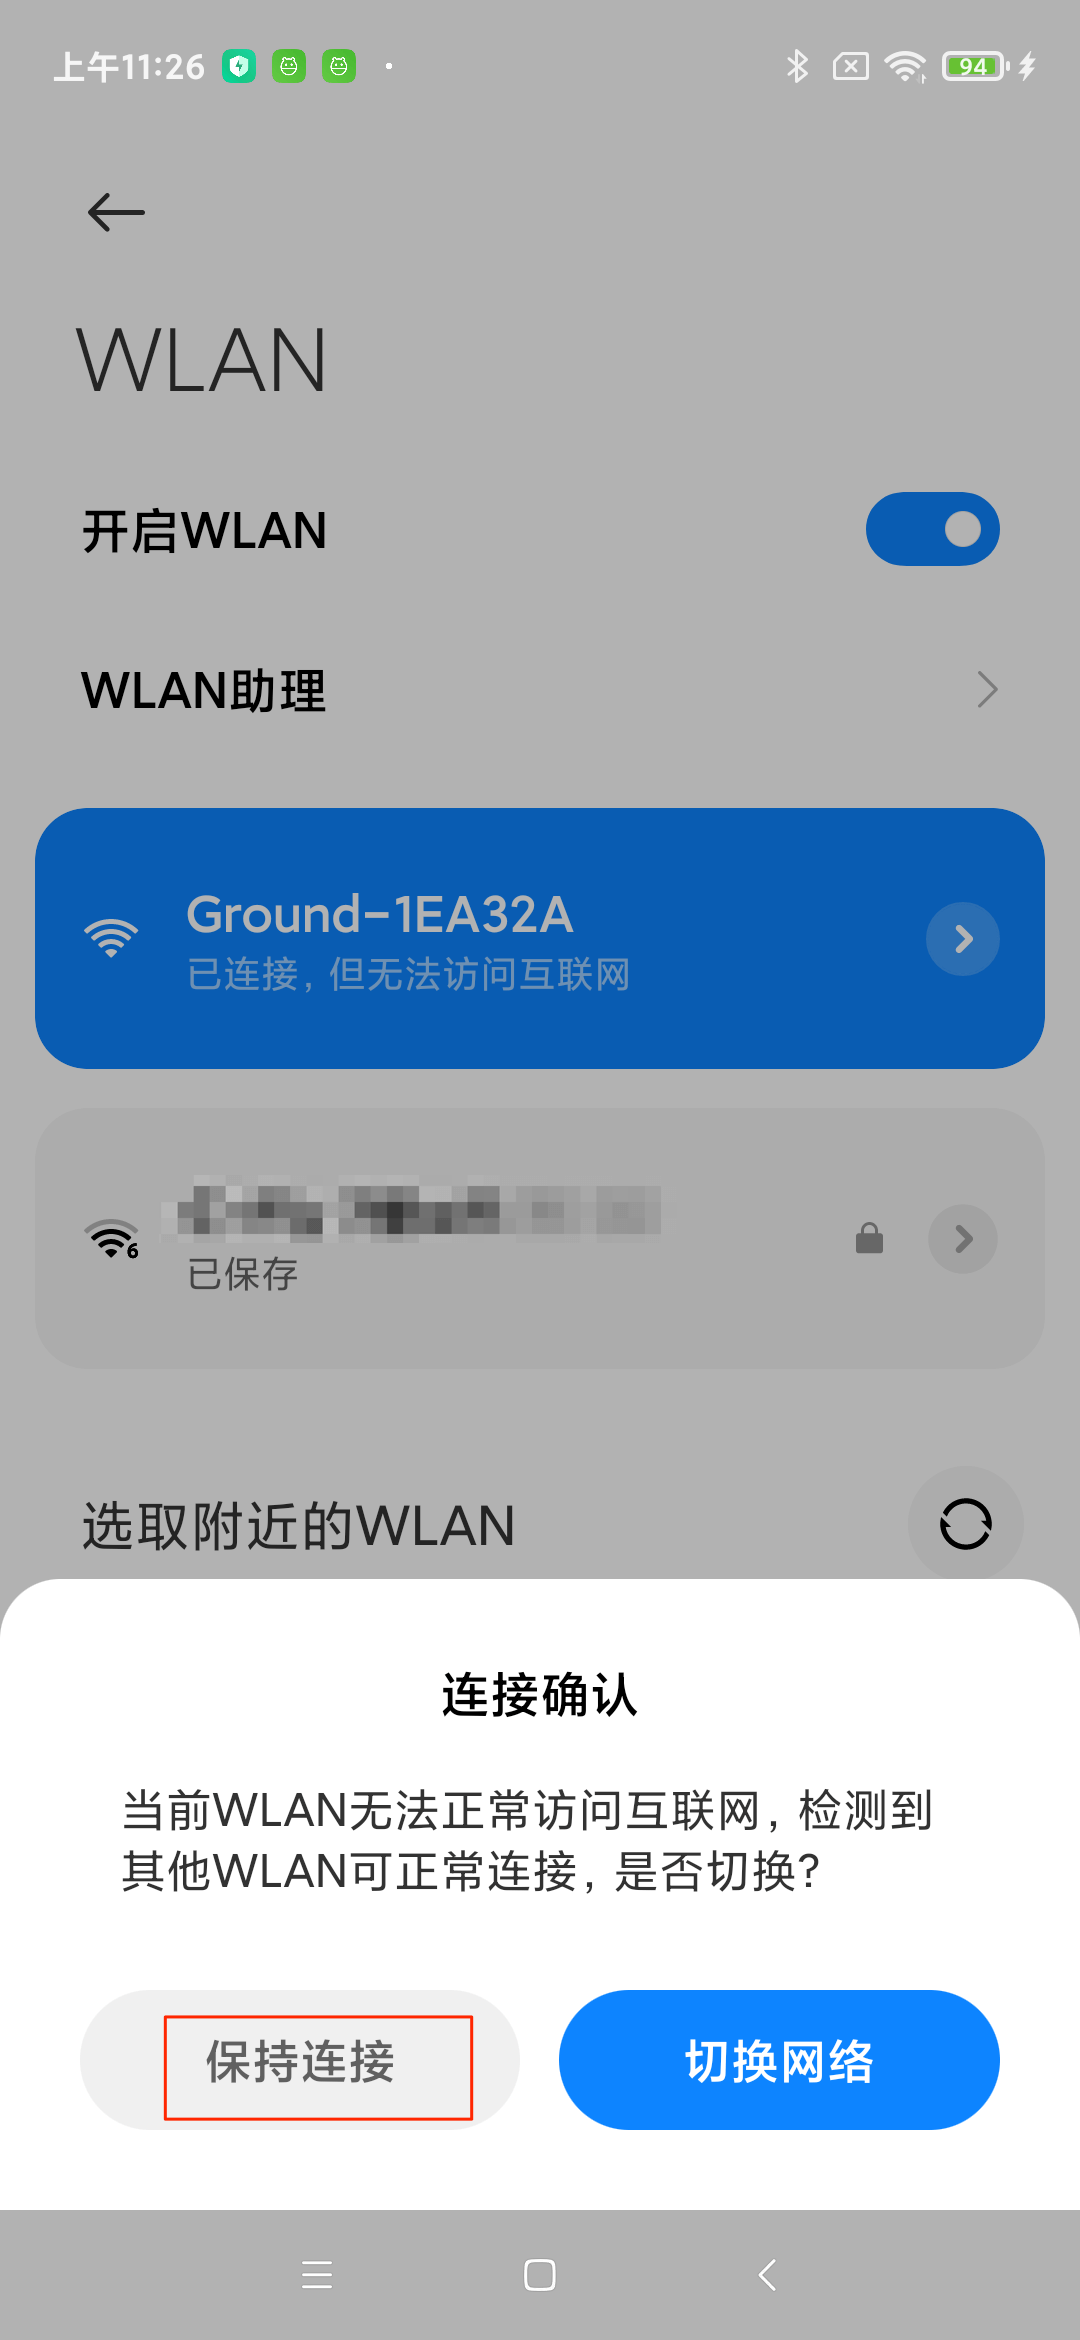 上午11:26
94
WLAN
开启WLAN
WLAN助理
Ground-1EA32A
已连接，但无法访问互联网
6
已保存
选取附近的WLAN
连接确认
当前WLAN无法正常访问互联网，检测到
其他WLAN可正常连接，是否切换？
保持连接
切换网络